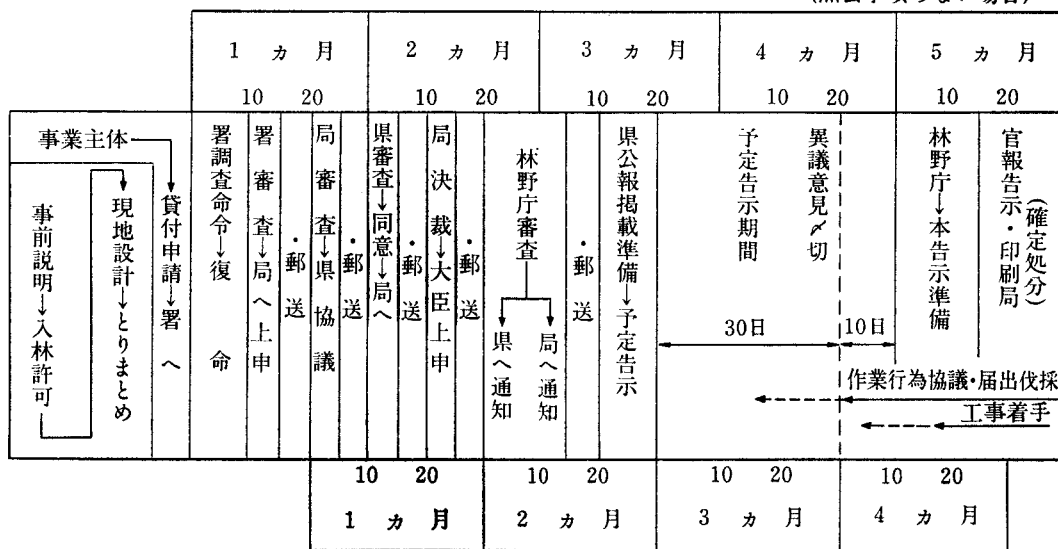 1 カ 月
2 カ 月
3 カ 月
4 カ 月
5 カ 月
10 20
10 20
10 20
10 20
10 20
事業主体
事前説明→入林許可
現地設計→とりまとめ
貸付申請→署へ
署調査命令→復命
署審査→局へ上申
・郵送
局審査→県協議
・郵送
県審査→同意→局へ
・郵送
局決裁→大臣上申
・郵送
林野庁審査
県へ通知
局へ通知
・郵送
県公報掲載準備→予定告示
予定告示期間
異議意見〆切
30日
10日
林野庁→本告示準備
官報告示・印刷局
(確定処分)
作業行為協議・届出伐採
工事着手
10 20
10 20
10 20
10 20
1 カ 月
2 カ 月
3 カ 月
4 カ 月